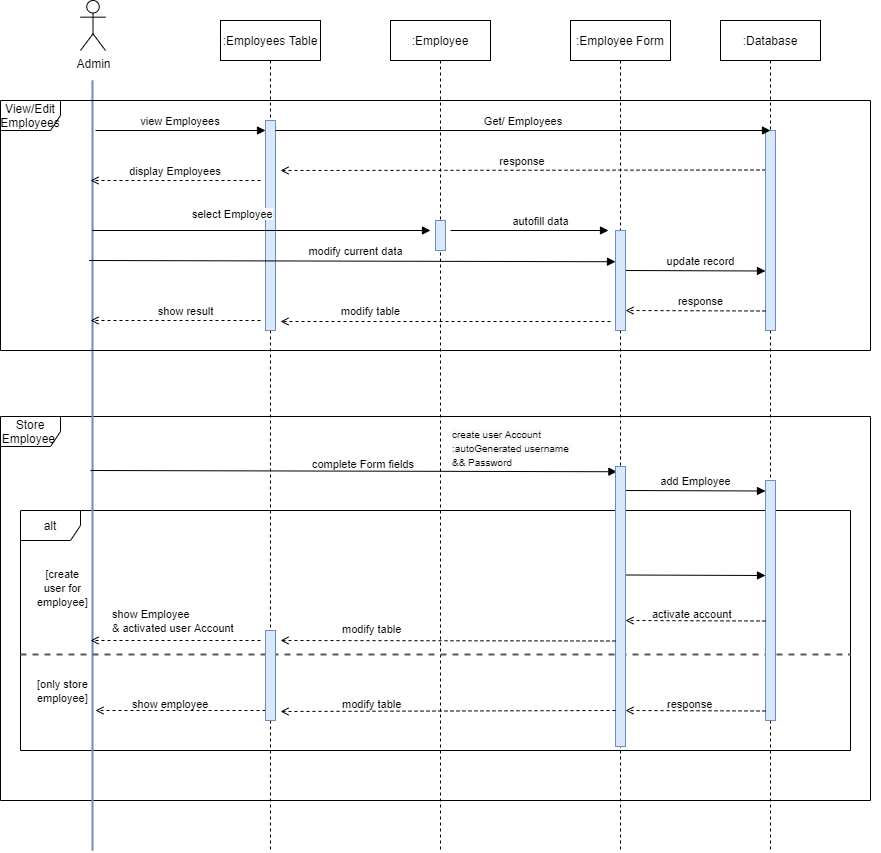 Admin
:Employees Table
:Employee
:Employee Form
:Database
View/Edit
Employees
view Employees
Get/ Employees
response
display Employees
select Employee
autofill data
modify current data
update record
response
modify table
show result
Store
Employee
create user Account
:autoGenerated username
&& Password
complete Form fields
add Employee
alt
[create
user for
employee]
activate account
show Employee
& activated user Account
modify table
[only store
employee]
show employee
modify table
response